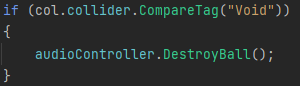 if (col.collider.CompareTag("Void"))
{
    audioController.DestroyBall();
}